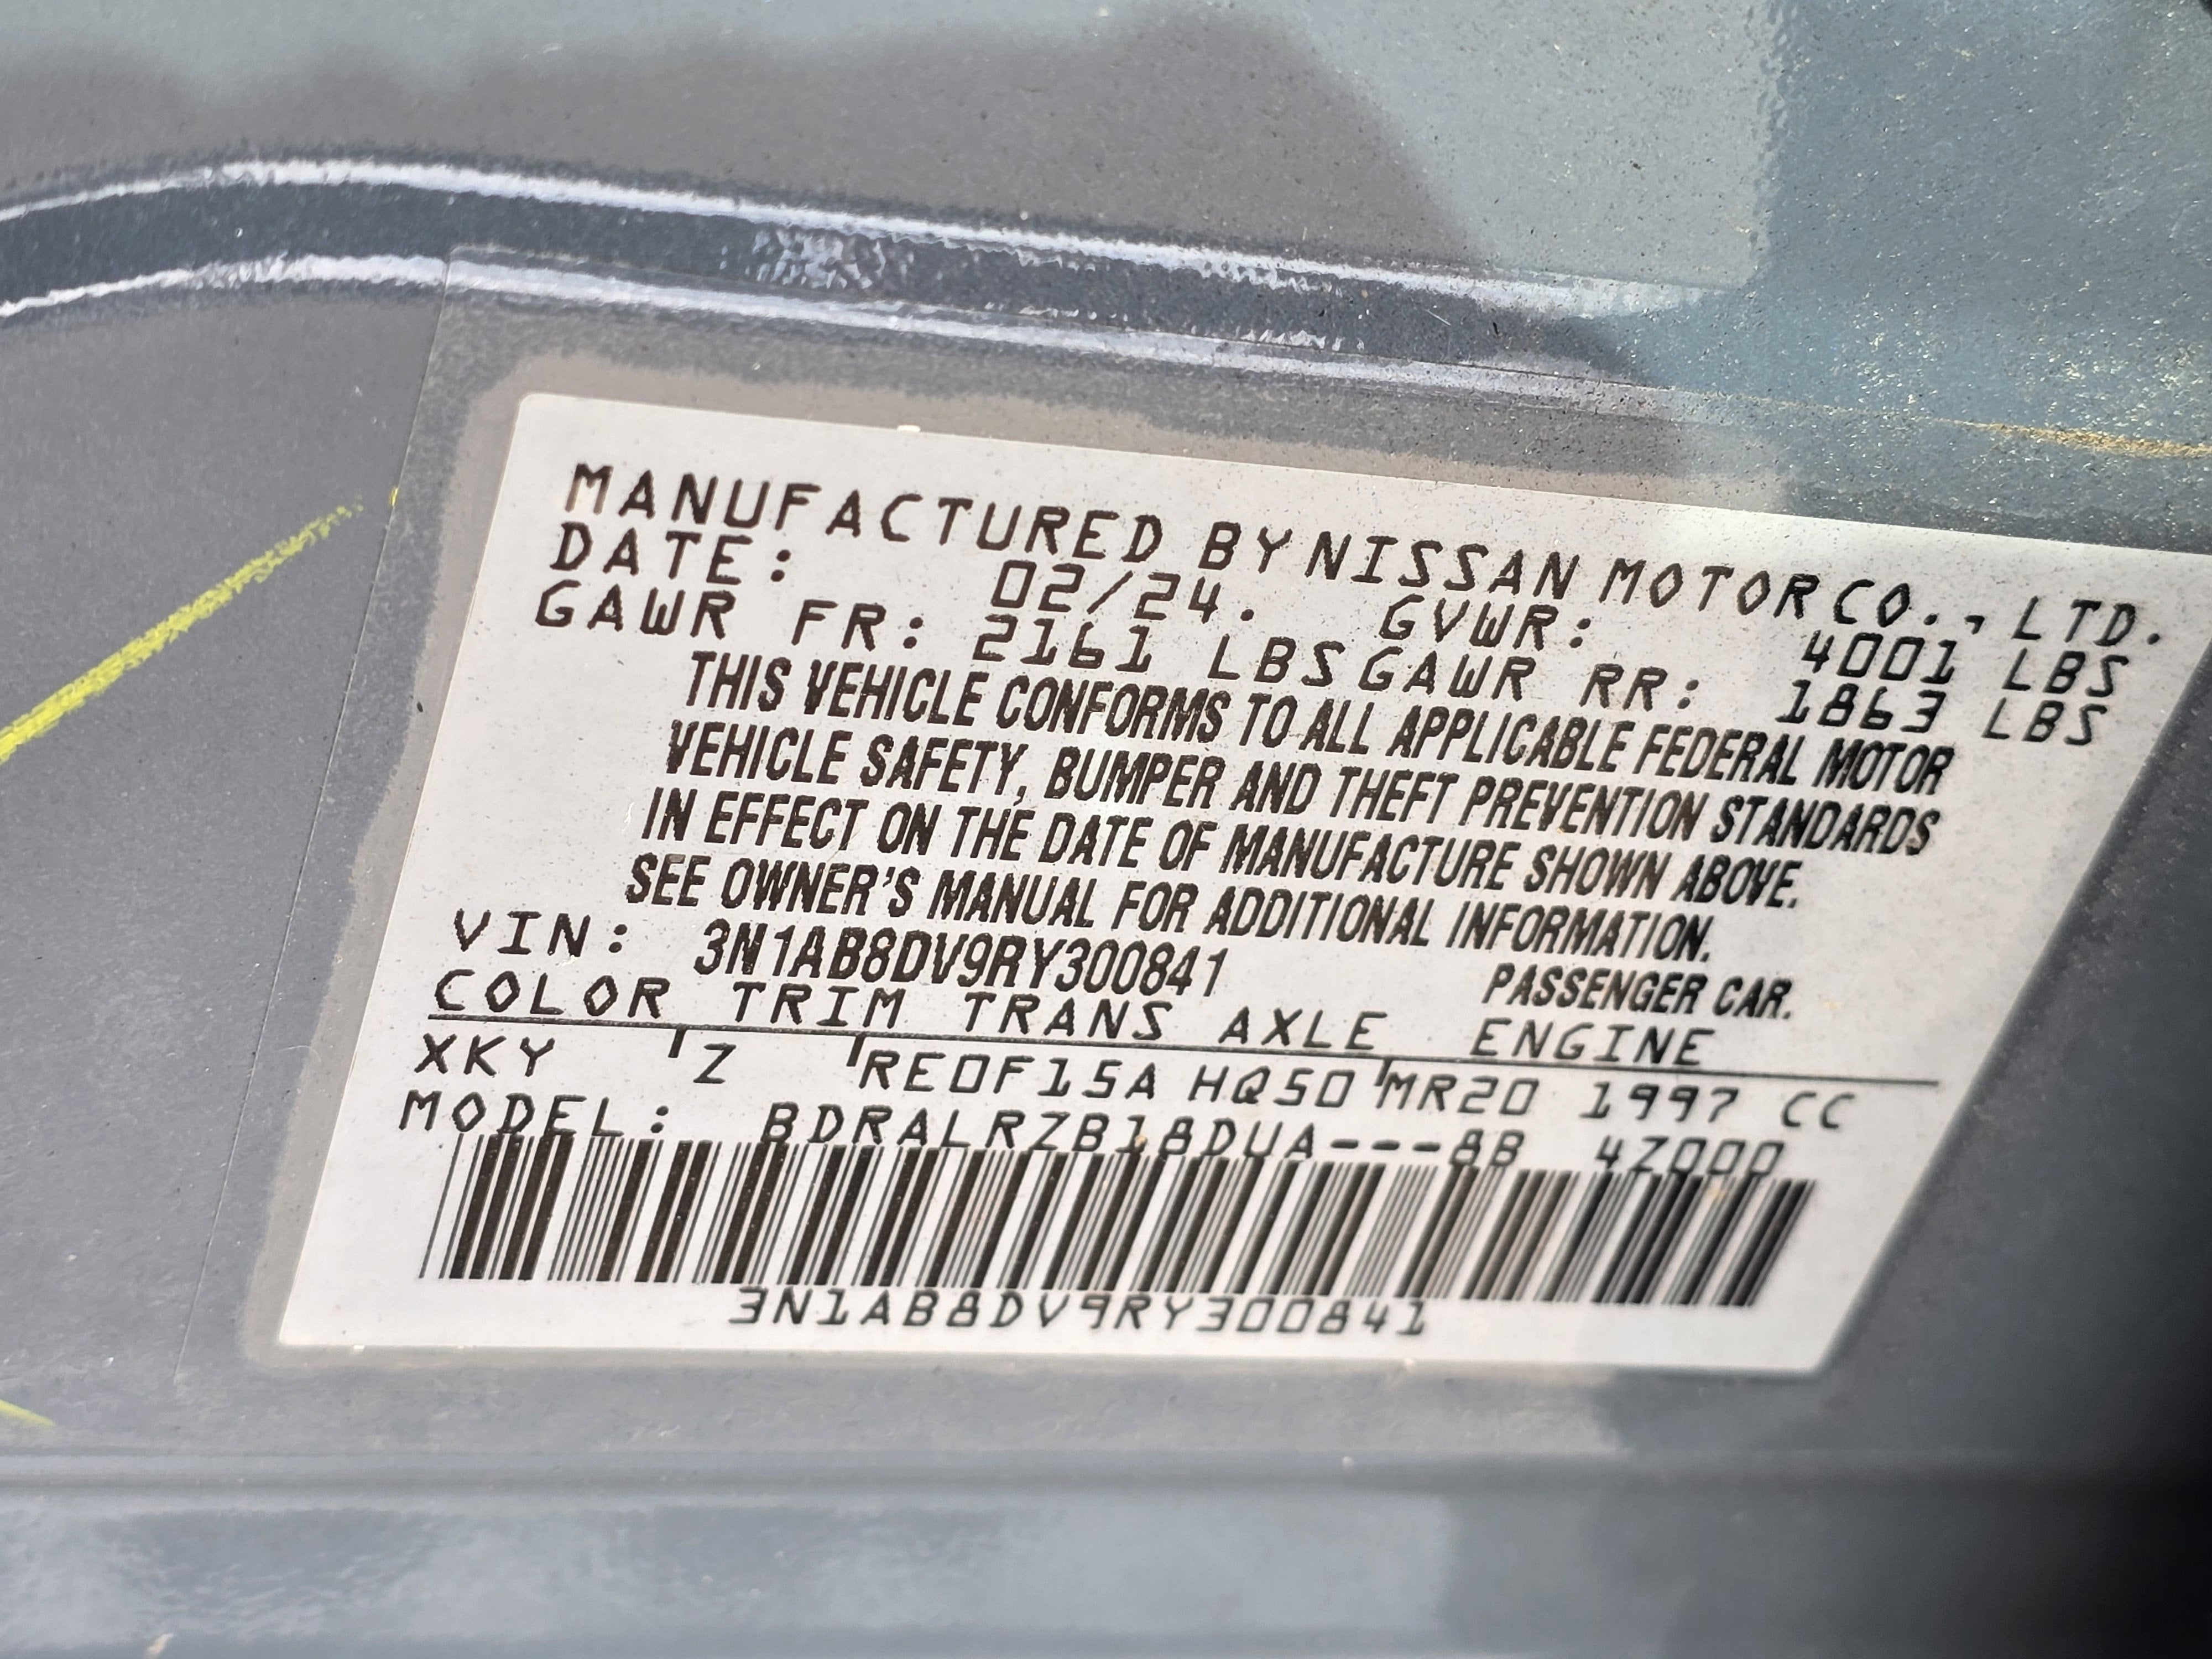 MANUFACTURED BY NISSAN MOTOR CO., LTD.
DATE: 02/24. GVWR: 4001 LBS
GAWR FR: 2161 LBS GAWR RR: 1863 LBS
THIS VEHICLE CONFORMS TO ALL APPLICABLE FEDERAL MOTOR
VEHICLE SAFETY, BUMPER AND THEFT PREVENTION STANDARDS
IN EFFECT ON THE DATE OF MANUFACTURE SHOWN ABOVE.
SEE OWNER'S MANUAL FOR ADDITIONAL INFORMATION.
VIN: 3N1AB8DV9RY300841 PASSENGER CAR.
COLOR TRIM TRANS AXLE ENGINE
XKY Z RE0F15A HQ50 MR20 1997 CC
MODEL: BDRALRZB18DUA---8B 4Z000
3N1AB8DV9RY300841